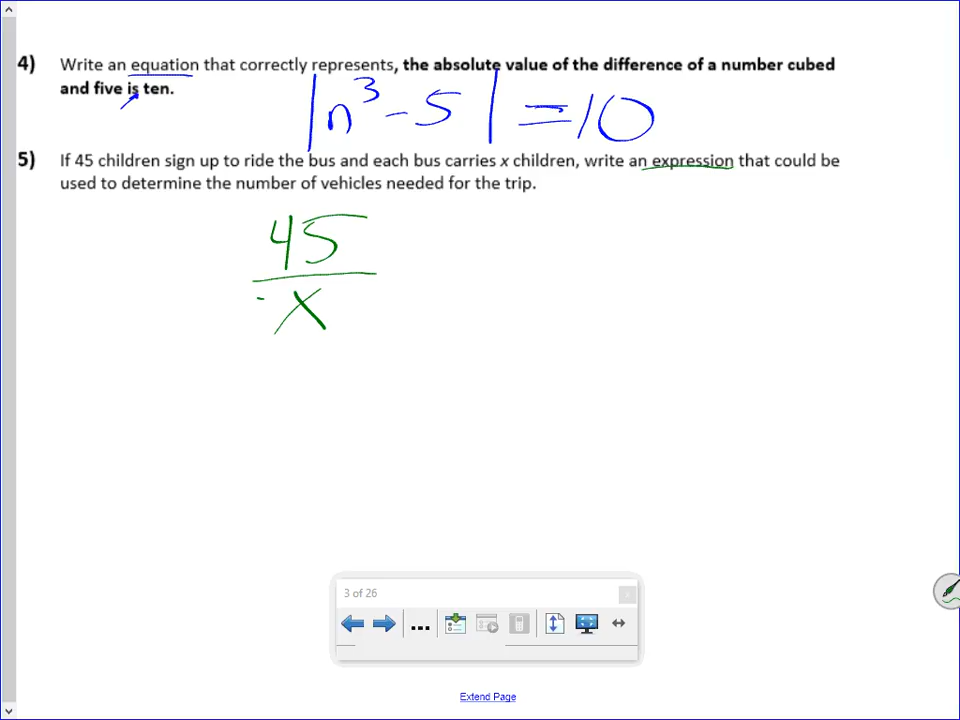 4) Write an equation that correctly represents, the absolute value of the difference of a number cubed
and five is ten.
|n³ - 5| = 10
5) If 45 children sign up to ride the bus and each bus carries x children, write an expression that could be
used to determine the number of vehicles needed for the trip.
45
x
3 of 26
Extend Page